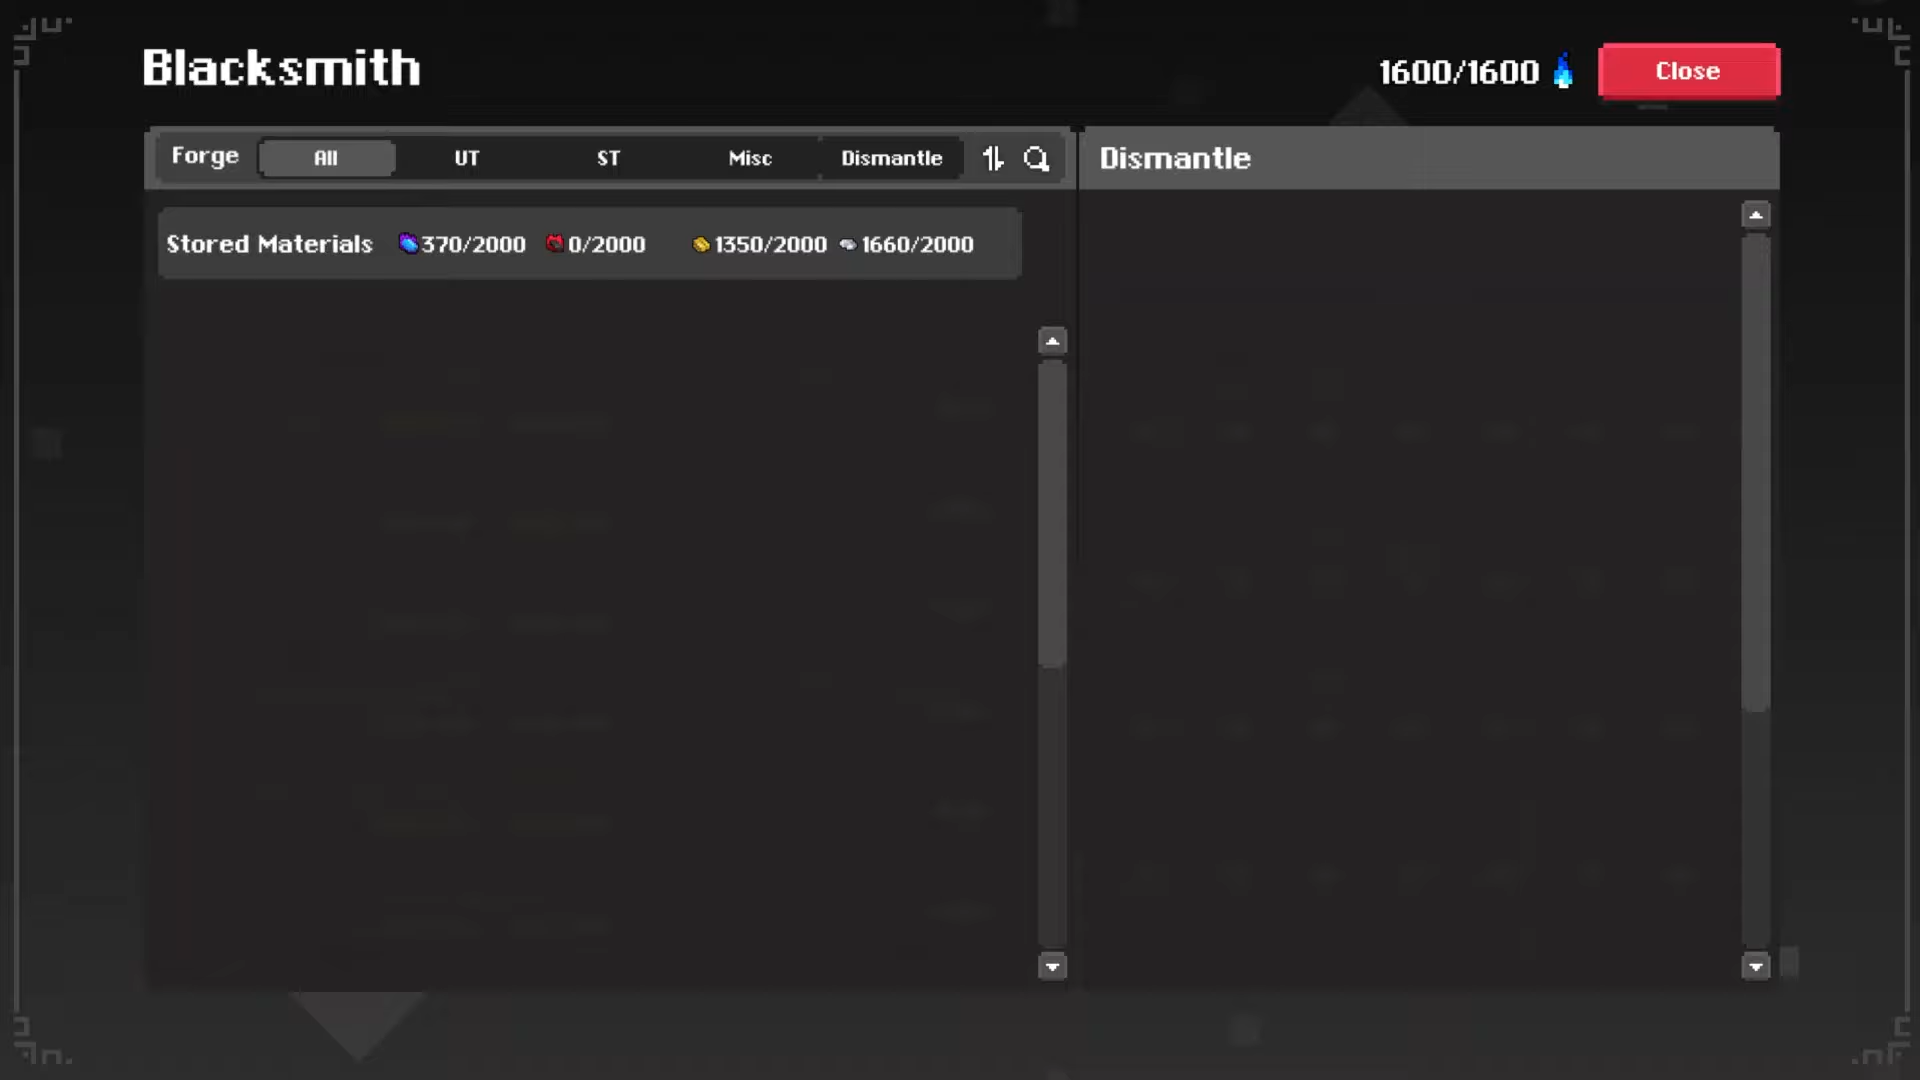 Blacksmith
1600/1600
Close
Forge
All
UT
ST
Misc
Dismantle
Dismantle
Stored Materials 370/2000 0/2000 1350/2000 1660/2000